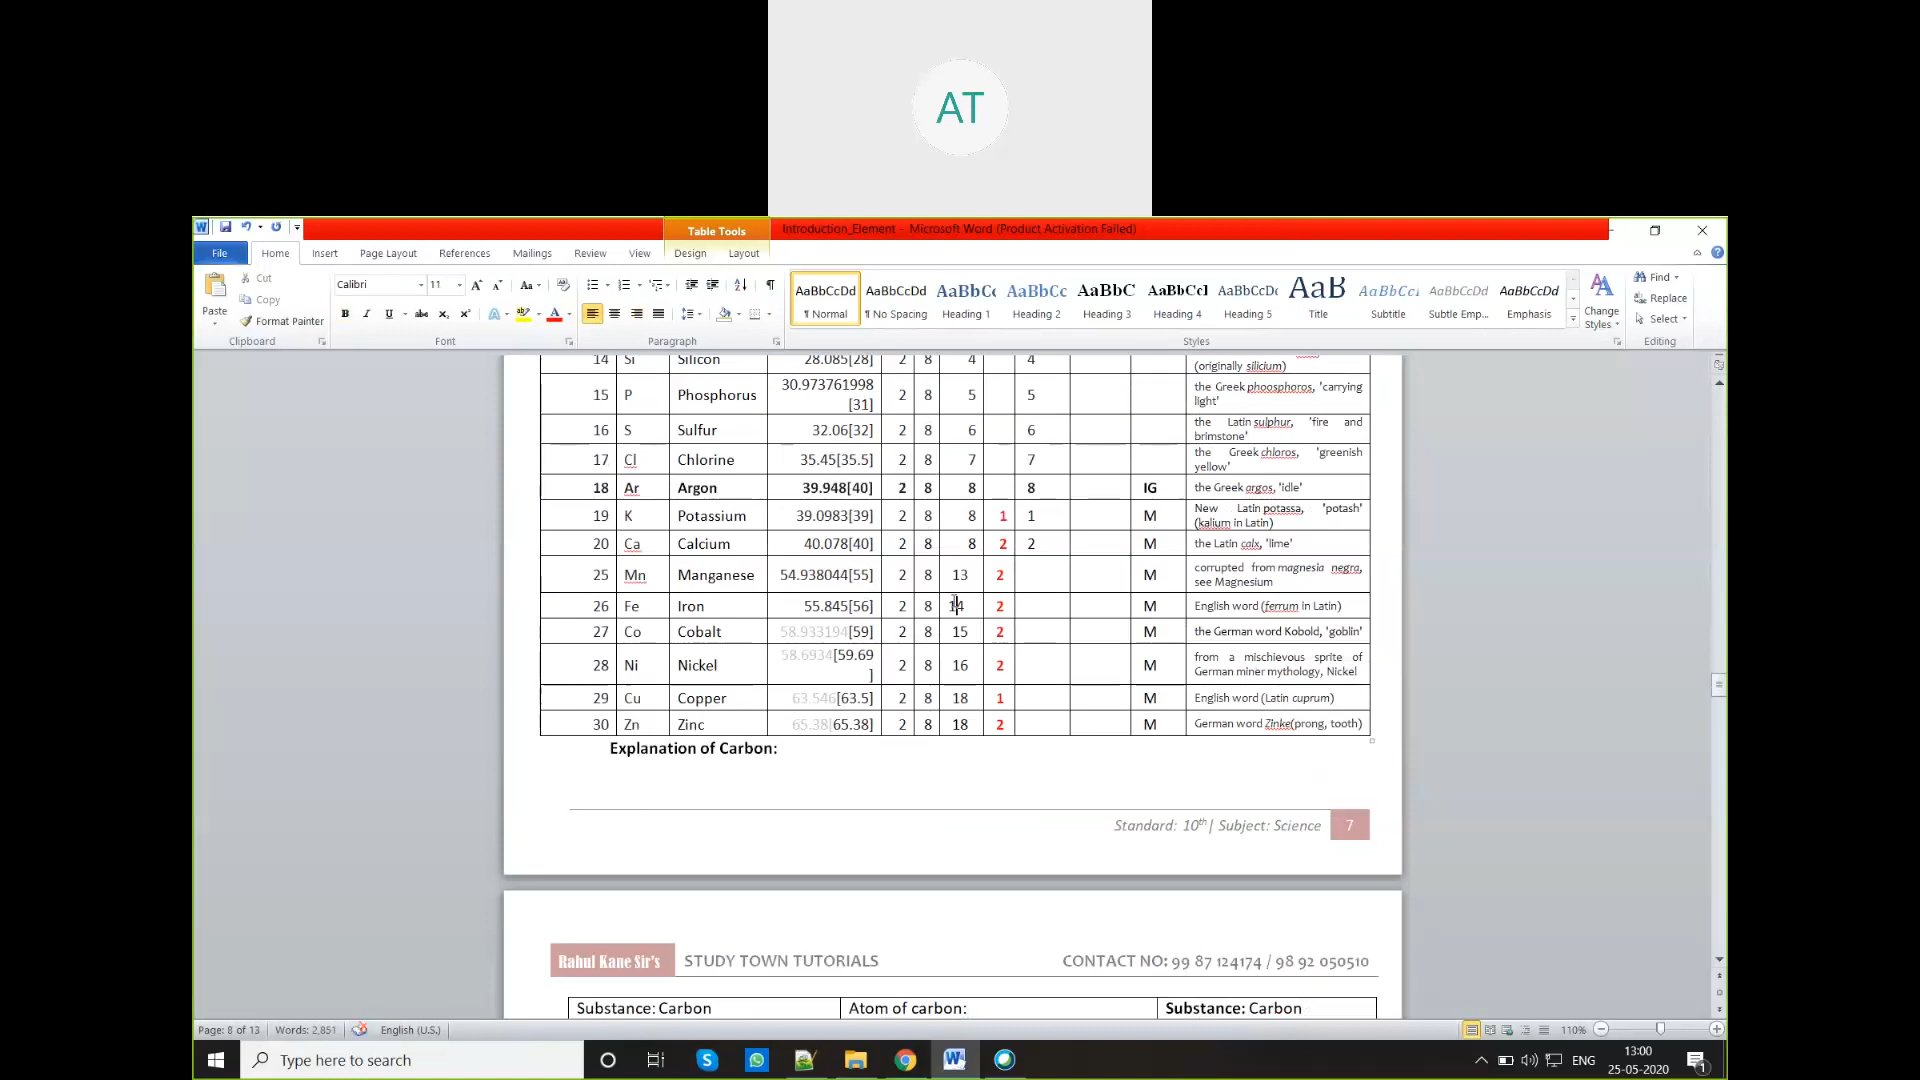 AT
Table Tools
Introduction_Element - Microsoft Word (Product Activation Failed)
File Home Insert Page Layout References Mailings Review View Design Layout
Cut
Copy
Format Painter
Paste
Clipboard
Calibri 11
Font
Paragraph
AaBbCcDd AaBbCcDd AaBbC AaBbCc AaBbC AaBbCcI AaBbCcDc AaB AaBbCcI AaBbCcDd AaBbCcDd
¶ Normal ¶ No Spacing Heading 1 Heading 2 Heading 3 Heading 4 Heading 5 Title Subtitle Subtle Emp... Emphasis
Styles
Change Styles
Find
Replace
Select
Editing
14 Si Silicon 28.085[28] 2 8 4 4 (originally silicium)
15 P Phosphorus 30.973761998 [31] 2 8 5 5 the Greek phoosphoros, 'carrying light'
16 S Sulfur 32.06[32] 2 8 6 6 the Latin sulphur, 'fire and brimstone'
17 Cl Chlorine 35.45[35.5] 2 8 7 7 the Greek chloros, 'greenish yellow'
18 Ar Argon 39.948[40] 2 8 8 8 IG the Greek argos, 'idle'
19 K Potassium 39.0983[39] 2 8 8 1 1 M New Latin potassa, 'potash' (kalium in Latin)
20 Ca Calcium 40.078[40] 2 8 8 2 2 M the Latin calx, 'lime'
25 Mn Manganese 54.938044[55] 2 8 13 2 M corrupted from magnesia negra, see Magnesium
26 Fe Iron 55.845[56] 2 8 14 2 M English word (ferrum in Latin)
27 Co Cobalt 58.933194[59] 2 8 15 2 M the German word Kobold, 'goblin'
28 Ni Nickel 58.6934[59.69 ] 2 8 16 2 M from a mischievous sprite of German miner mythology, Nickel
29 Cu Copper 63.546[63.5] 2 8 18 1 M English word (Latin cuprum)
30 Zn Zinc 65.38[65.38] 2 8 18 2 M German word Zinke(prong, tooth)
Explanation of Carbon:
Standard: 10th| Subject: Science 7
Rahul Kane Sir's STUDY TOWN TUTORIALS CONTACT NO: 99 87 124174 / 98 92 050510
Substance: Carbon Atom of carbon: Substance: Carbon
Page: 8 of 13 Words: 2,851 English (U.S.) 110%
Type here to search
ENG
13:00
25-05-2020